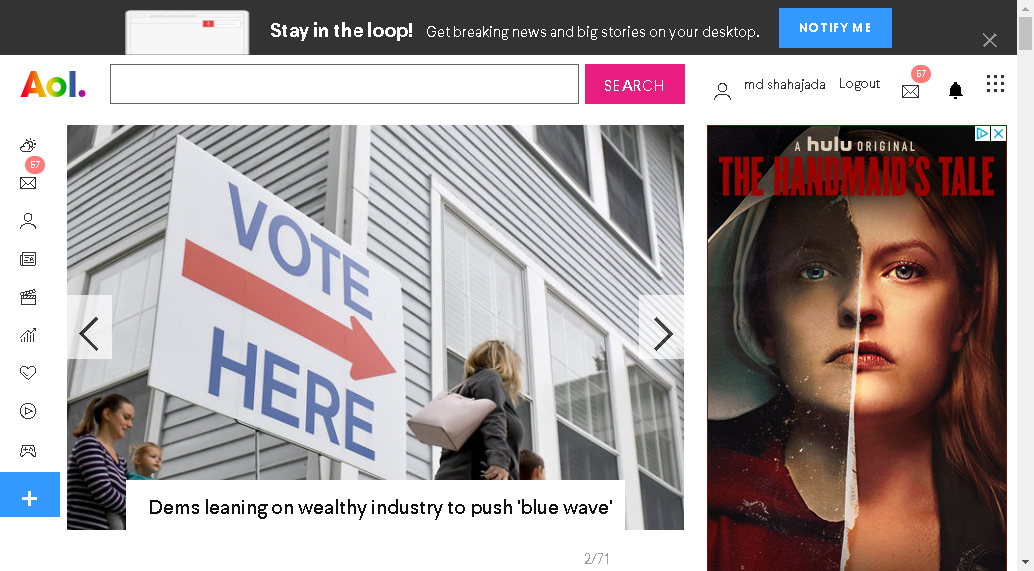 Stay in the loop! Get breaking news and big stories on your desktop.
NOTIFY ME
Aol.
SEARCH
md shahajada
Logout
57
57
VOTE
HERE
Dems leaning on wealthy industry to push 'blue wave'
2/71
A hulu ORIGINAL
THE HANDMAID'S TALE